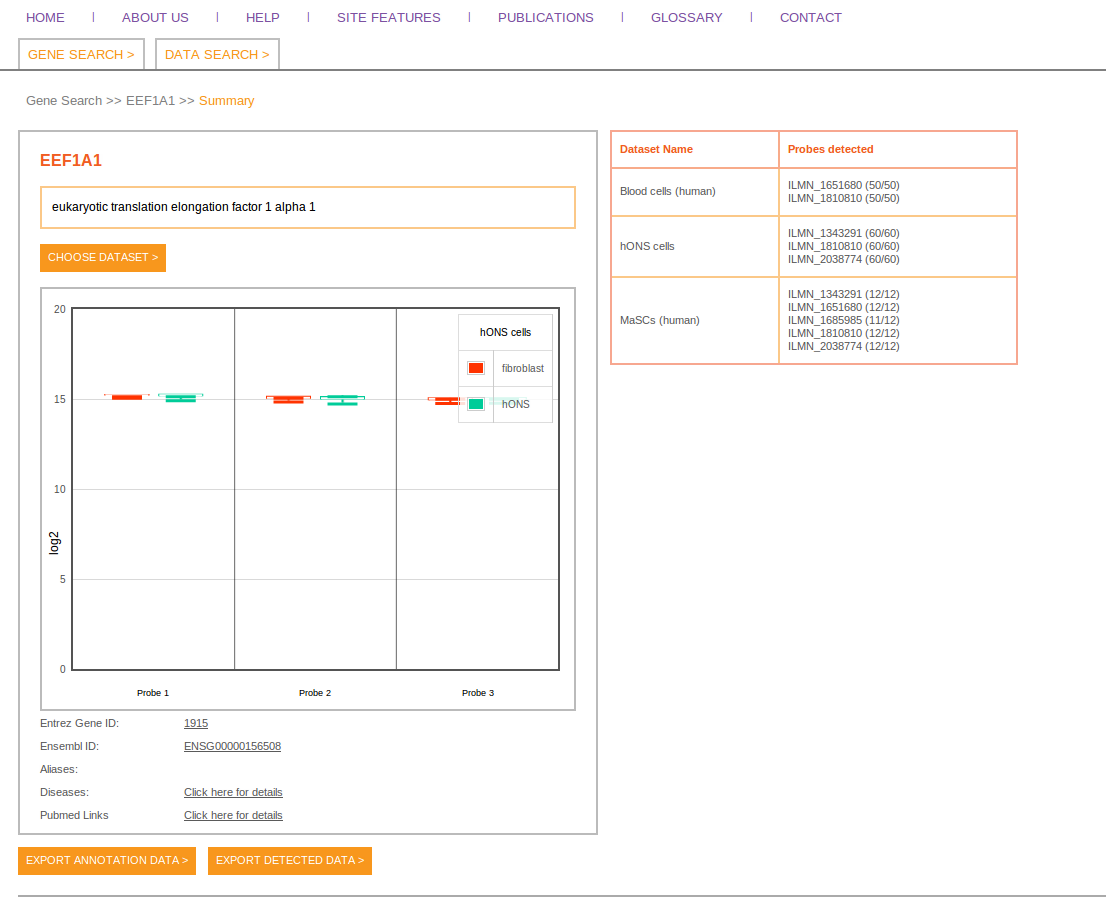 HOME | ABOUT US | HELP | SITE FEATURES | PUBLICATIONS | GLOSSARY | CONTACT
GENE SEARCH > DATA SEARCH >
Gene Search >> EEF1A1 >> Summary
EEF1A1
eukaryotic translation elongation factor 1 alpha 1
CHOOSE DATASET >
20
15
10
5
0
log2
hONS cells
fibroblast
hONS
Probe 1 Probe 2 Probe 3
Entrez Gene ID: 1915
Ensembl ID: ENSG00000156508
Aliases:
Diseases: Click here for details
Pubmed Links Click here for details
EXPORT ANNOTATION DATA > EXPORT DETECTED DATA >
Dataset Name Probes detected
Blood cells (human)
ILMN_1651680 (50/50)
ILMN_1810810 (50/50)
hONS cells
ILMN_1343291 (60/60)
ILMN_1810810 (60/60)
ILMN_2038774 (60/60)
MaSCs (human)
ILMN_1343291 (12/12)
ILMN_1651680 (12/12)
ILMN_1685985 (11/12)
ILMN_1810810 (12/12)
ILMN_2038774 (12/12)